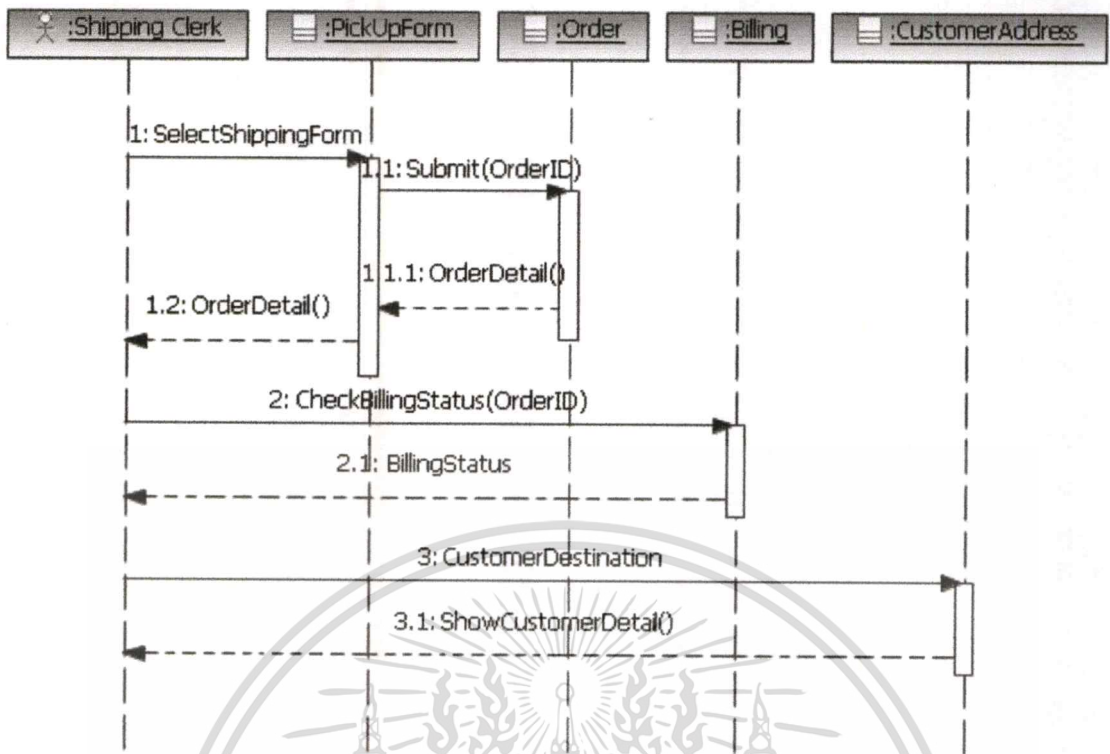 :Shipping Clerk
:PickUpForm
:Order
:Billing
:CustomerAddress
1: SelectShippingForm
1.1: Submit(OrderID)
1.1.1: OrderDetail()
1.2: OrderDetail()
2: CheckBillingStatus(OrderID)
2.1: BillingStatus
3: CustomerDestination
3.1: ShowCustomerDetal()